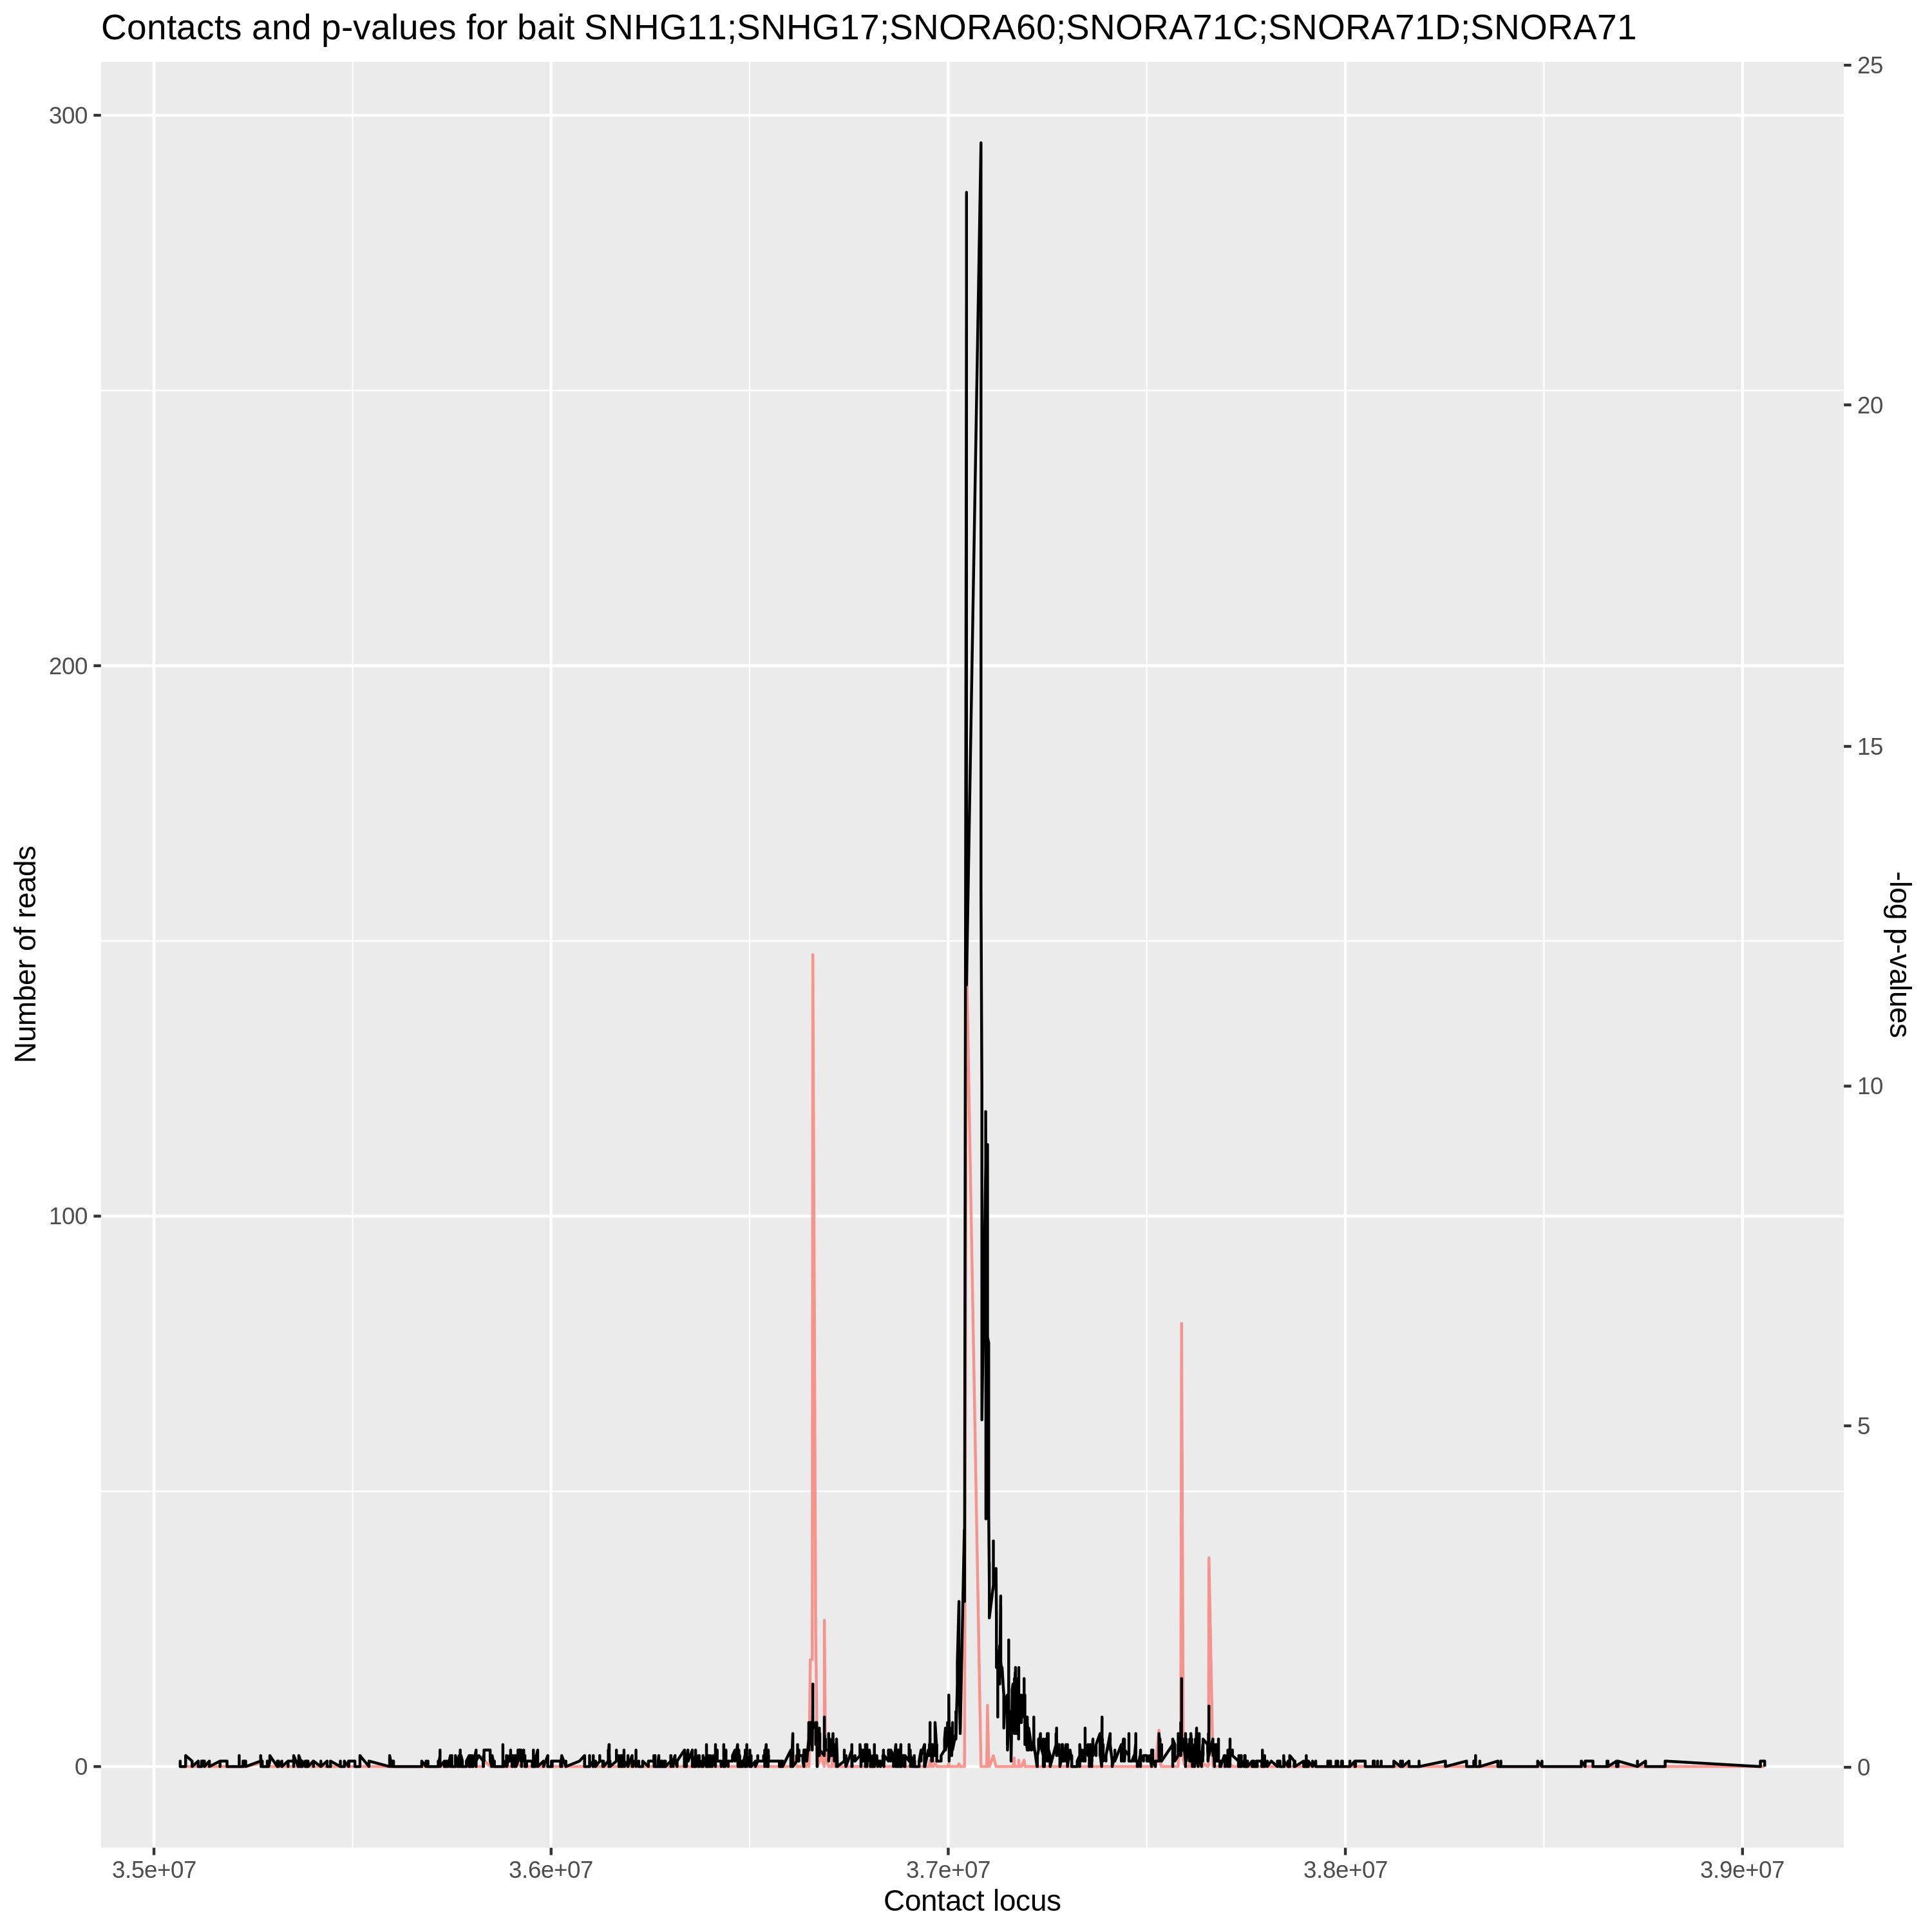 Contacts and p-values for bait SNHG11;SNHG17;SNORA60;SNORA71C;SNORA71D;SNORA71
300
200
100
0
Number of reads
25
20
15
10
5
0
-log p-values
3.5e+07
3.6e+07
3.7e+07
3.8e+07
3.9e+07
Contact locus